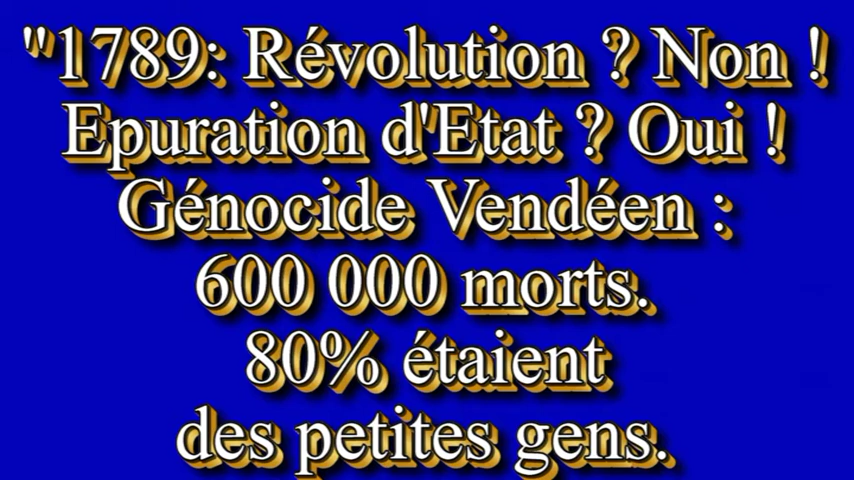 "1789: Révolution ? Non !
Epuration d'Etat ? Oui !
Génocide Vendéen :
600 000 morts.
80% étaient
des petites gens.